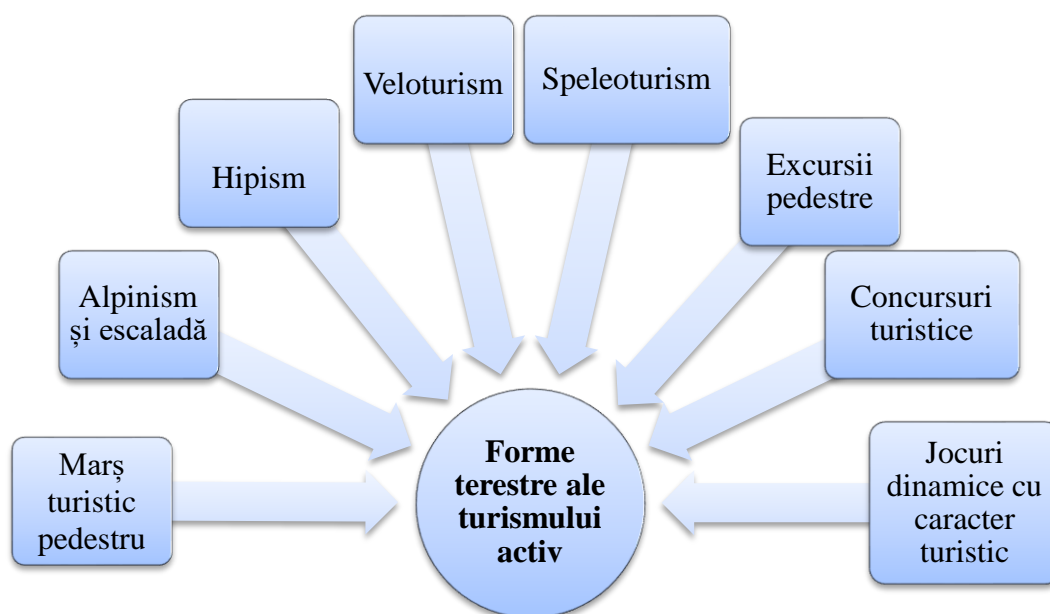 Veloturism
Speleoturism
Hipism
Excursii
pedestre
Alpinism
și escaladă
Concursuri
turistice
Marș
turistic
pedestru
Forme
terestre ale
turismului
activ
Jocuri
dinamice cu
caracter
turistic